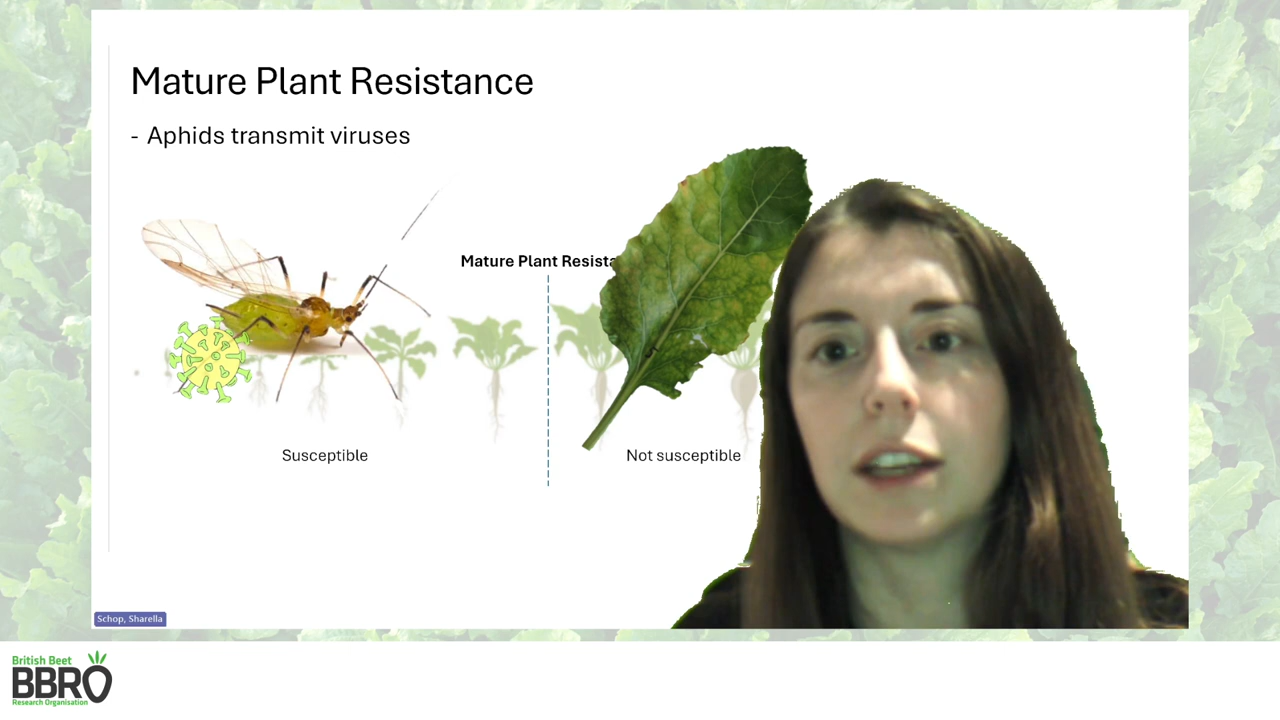 Mature Plant Resistance
- Aphids transmit viruses
Mature Plant Resista
Susceptible
Not susceptible
Schop, Sharella
British Beet
BBRO
Research Organisation